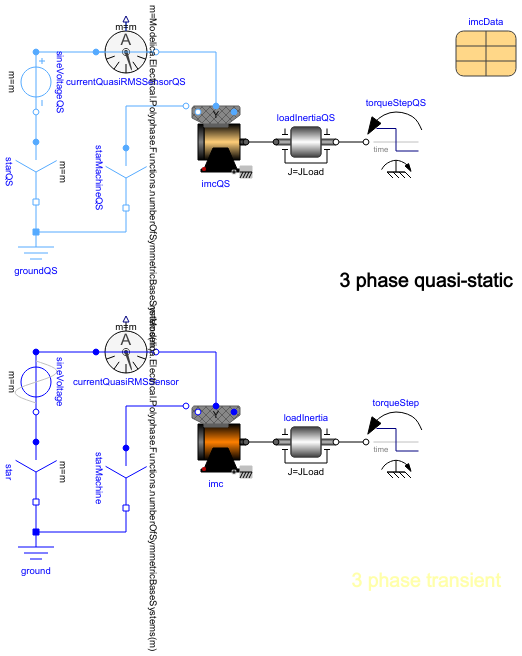 imcData
m=m
A
currentQuasiRMSSensorQS
sineVoltageQS
m=m
m=Modelica.Electrical.Polyphase.Functions.numberOfSymmetricBaseSystems(m)
Y
imcQS
loadInertiaQS
J=JLoad
torqueStepQS
time
starQS
m=m
starMachineQS
groundQS
3 phase quasi-static
m=m
A
currentQuasiRMSSensor
sineVoltage
m=m
m=Modelica.Electrical.Polyphase.Functions.numberOfSymmetricBaseSystems(m)
Y
imc
loadInertia
J=JLoad
torqueStep
time
star
m=m
starMachine
ground
3 phase transient